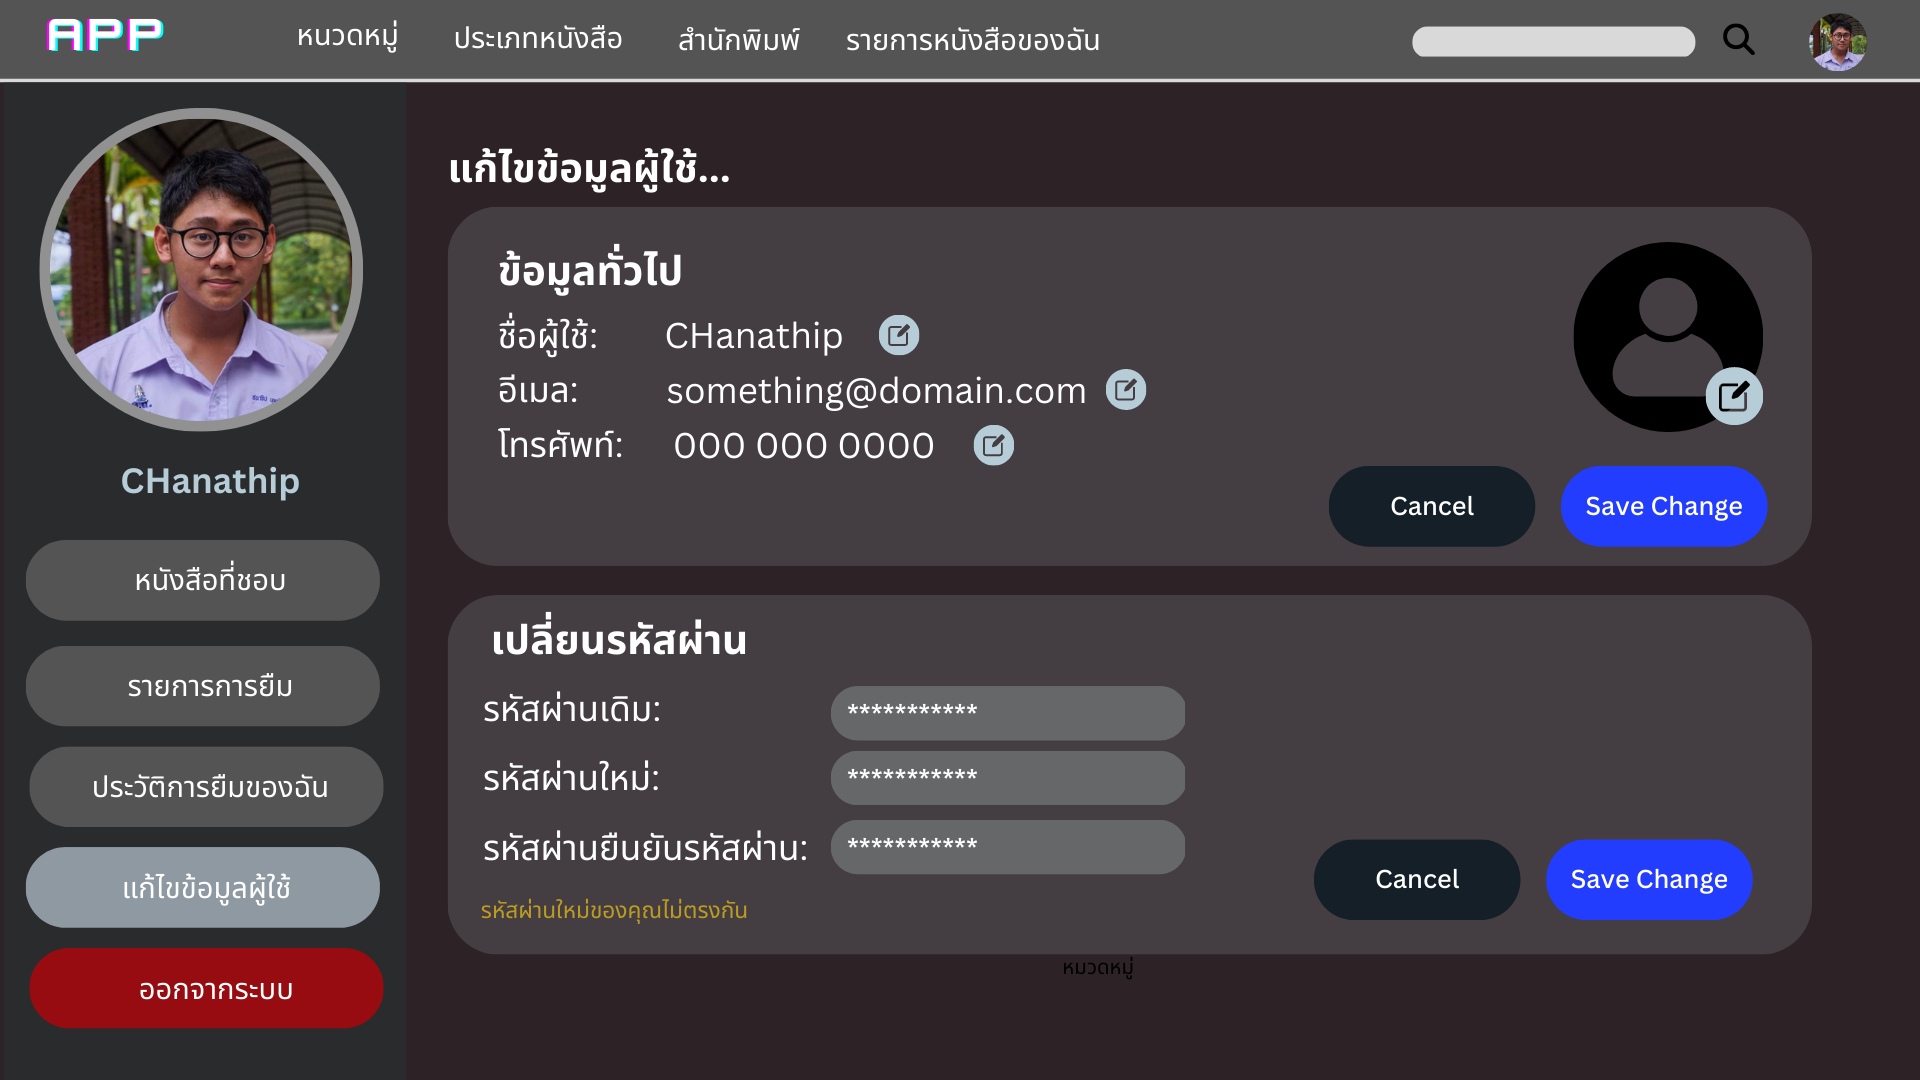 APP
หนวดหมู่ ประเภทหนังสือ สำนักพิมพ์ รายการหนังสือของฉัน
CHanathip
หนังสือที่ชอบ
รายการการยืม
ประวัติการยืมของฉัน
แก้ไขข้อมูลผู้ใช้
ออกจากระบบ
แก้ไขข้อมูลผู้ใช้...
ข้อมูลทั่วไป
ชื่อผู้ใช้: CHanathip
อีเมล: something@domain.com
โทรศัพท์: 000 000 0000
Cancel Save Change
เปลี่ยนรหัสผ่าน
รหัสผ่านเดิม: ***********
รหัสผ่านใหม่: ***********
รหัสผ่านยืนยันรหัสผ่าน: ***********
Cancel Save Change
รหัสผ่านใหม่ของคุณไม่ตรงกัน
หมวดหมู่